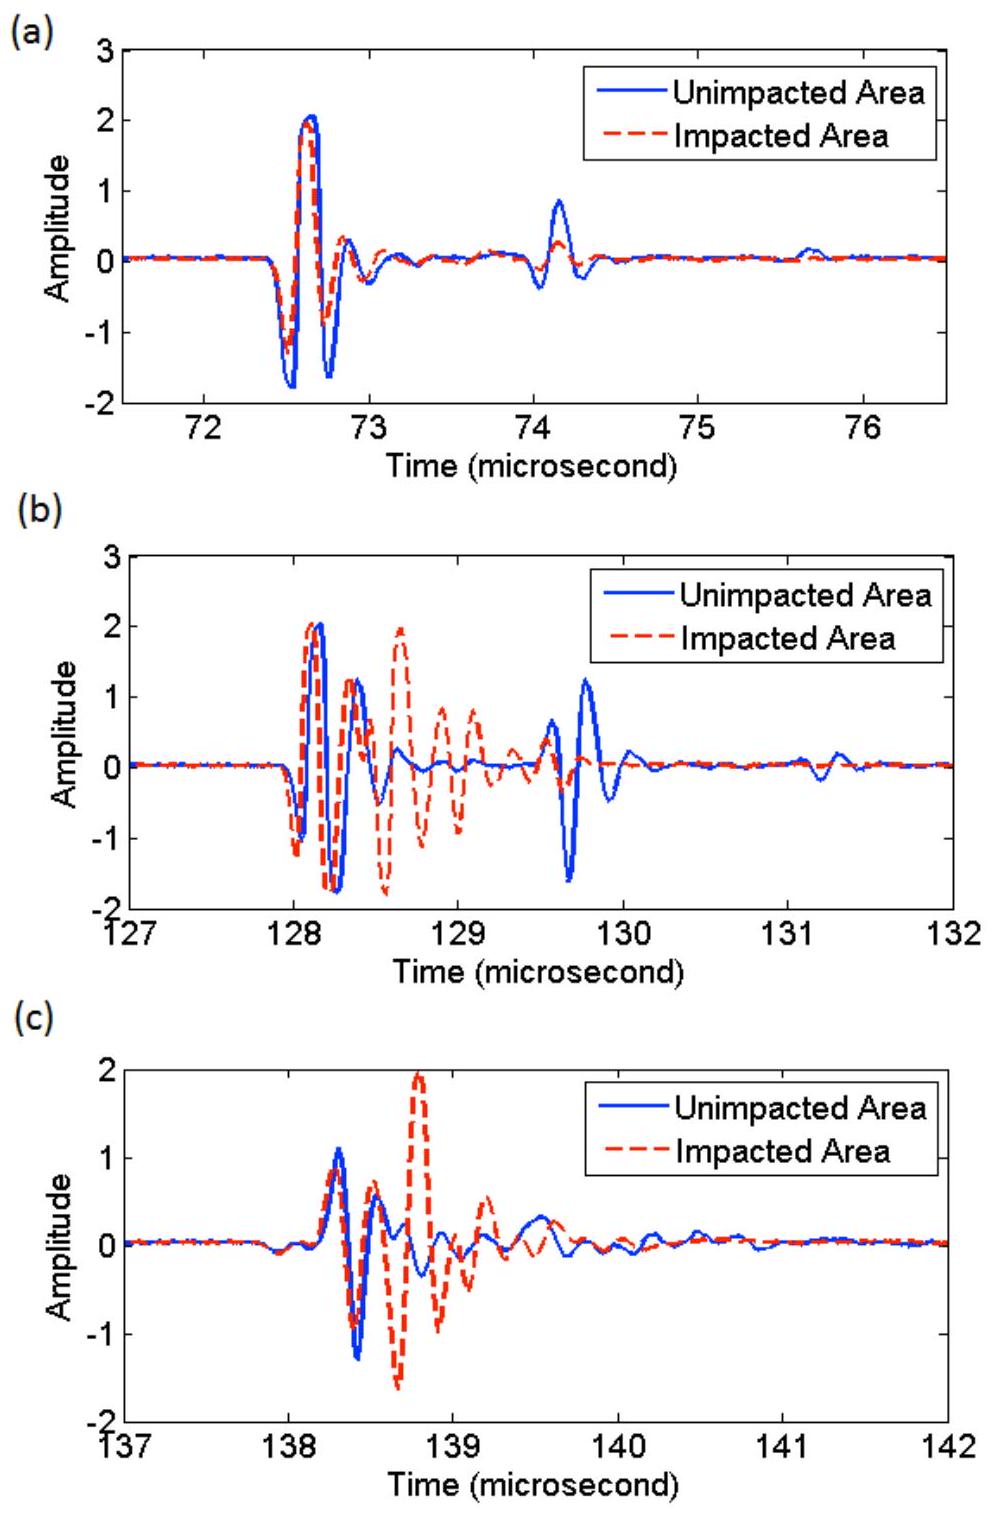 (a)
3
2
1
0
-1
-2
Unimpacted Area
Impacted Area
Amplitude
72 73 74 75 76
Time (microsecond)
(b)
3
2
1
0
-1
-2
Unimpacted Area
Impacted Area
Amplitude
127 128 129 130 131 132
Time (microsecond)
(c)
2
1
0
-1
-2
Unimpacted Area
Impacted Area
Amplitude
137 138 139 140 141 142
Time (microsecond)